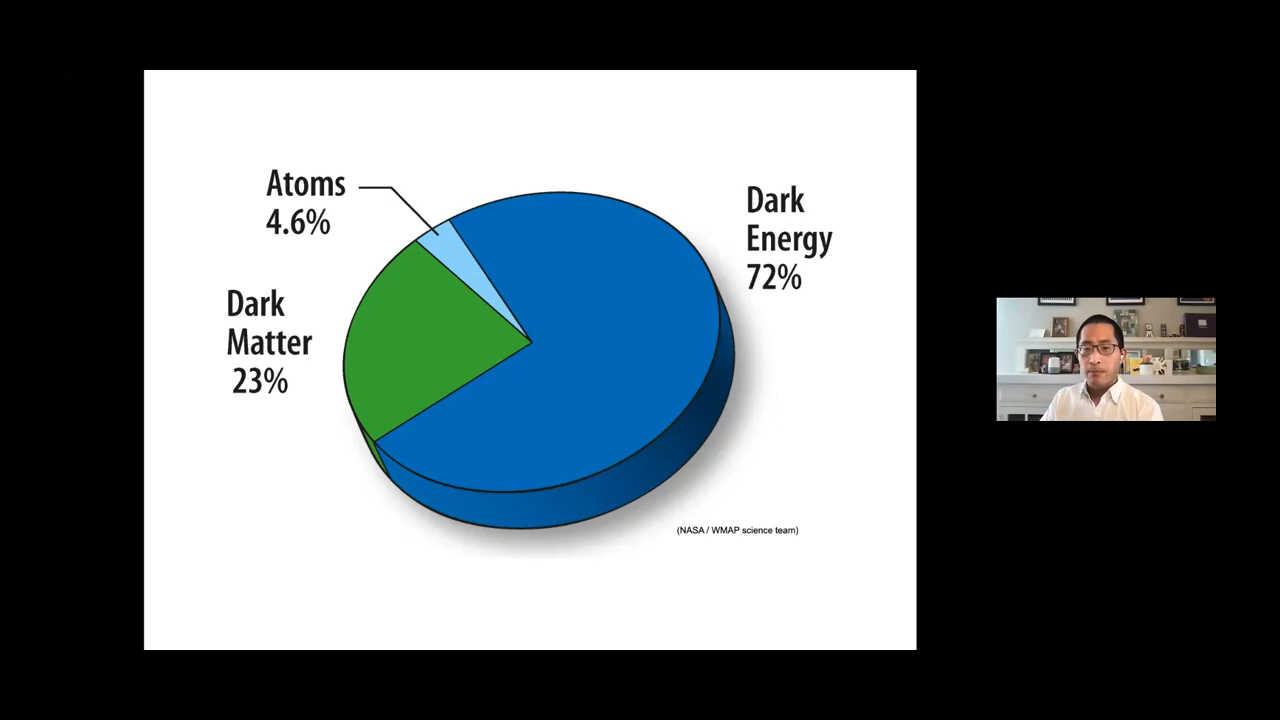 Atoms
4.6%
Dark
Energy
72%
Dark
Matter
23%
(NASA / WMAP science team)